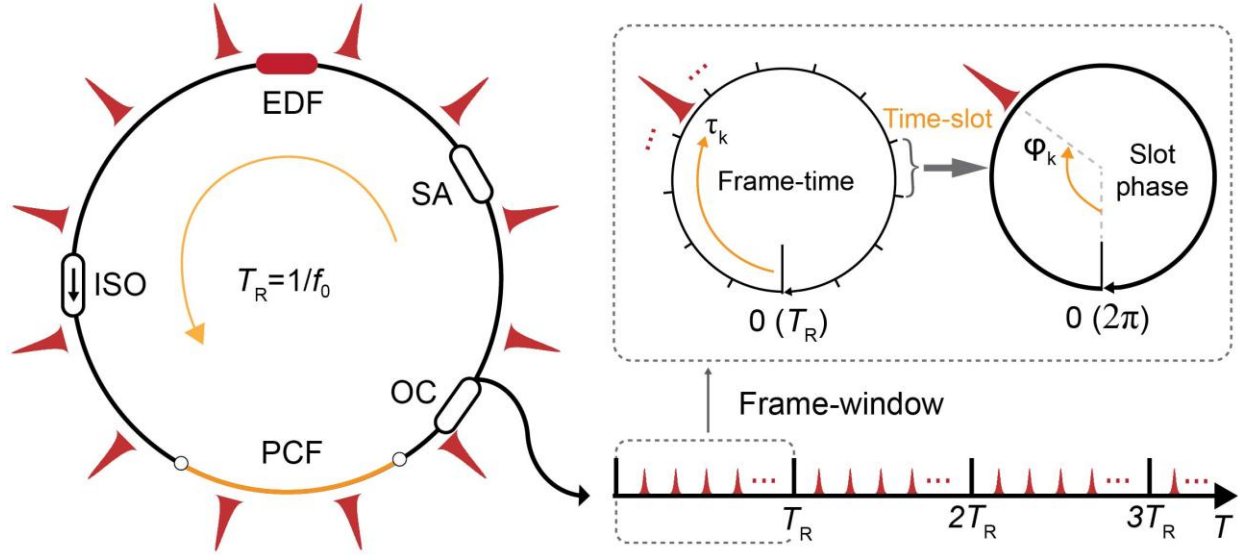 EDF
SA
ISO
T_R=1/f_0
OC
PCF
τ_k
Frame-time
0 (T_R)
Time-slot
φ_k
Slot
phase
0 (2π)
Frame-window
T_R
2T_R
3T_R
T